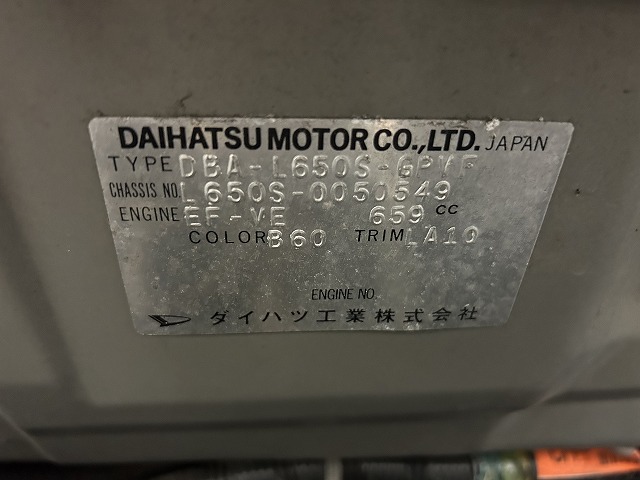 DAIHATSU MOTOR CO.,LTD. JAPAN
TYPE DBA-L650S-GPVF
CHASSIS NO. L650S-0050549
ENGINE EF-VE 659 CC
COLOR B60 TRIM LA10
ENGINE NO.
ダイハツ工業株式会社